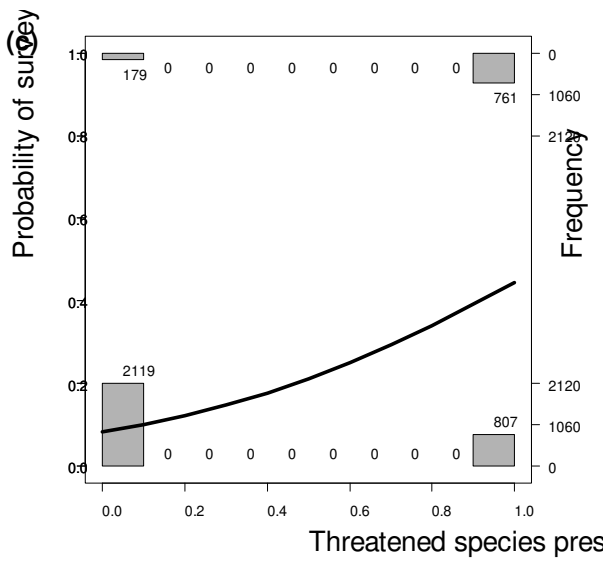 (c)
Probability of survey
1.0
0.8
0.6
0.4
0.2
0.0
179 0 0 0 0 0 0 0 0 761
2119
807
0 0 0 0 0 0 0 0
0
1060
2120
2120
1060
0
Frequency
0.0 0.2 0.4 0.6 0.8 1.0
Threatened species pres